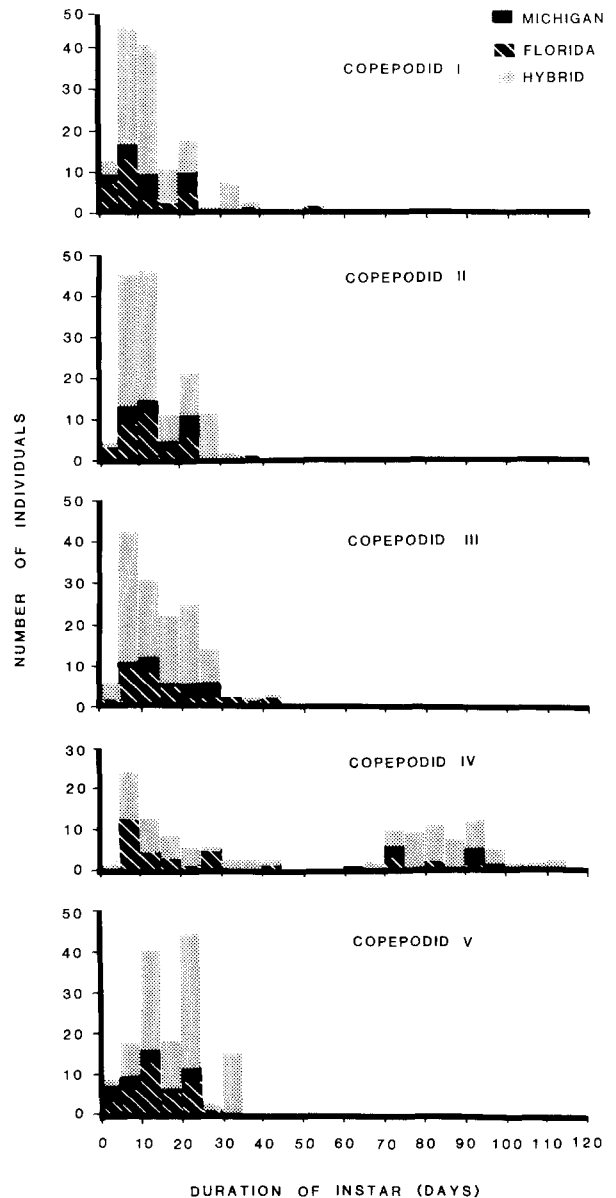 MICHIGAN
FLORIDA
HYBRID
COPEPODID I
50
40
30
20
10
0
COPEPODID II
50
40
30
20
10
0
COPEPODID III
50
40
30
20
10
0
COPEPODID IV
30
20
10
0
COPEPODID V
50
40
30
20
10
0
NUMBER OF INDIVIDUALS
0 10 20 30 40 50 60 70 80 90 100 110 120
DURATION OF INSTAR (DAYS)